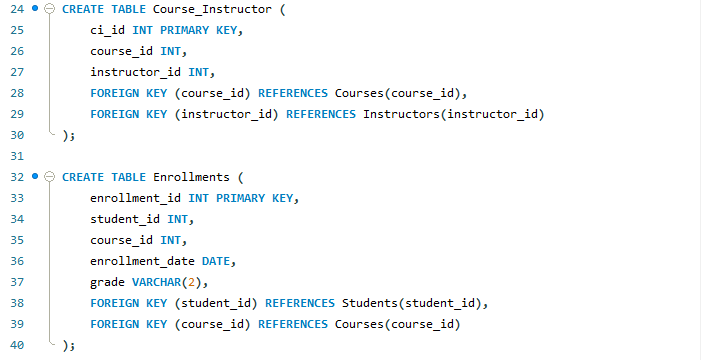 24 CREATE TABLE Course_Instructor (
25 ci_id INT PRIMARY KEY,
26 course_id INT,
27 instructor_id INT,
28 FOREIGN KEY (course_id) REFERENCES Courses(course_id),
29 FOREIGN KEY (instructor_id) REFERENCES Instructors(instructor_id)
30 );
31
32 CREATE TABLE Enrollments (
33 enrollment_id INT PRIMARY KEY,
34 student_id INT,
35 course_id INT,
36 enrollment_date DATE,
37 grade VARCHAR(2),
38 FOREIGN KEY (student_id) REFERENCES Students(student_id),
39 FOREIGN KEY (course_id) REFERENCES Courses(course_id)
40 );